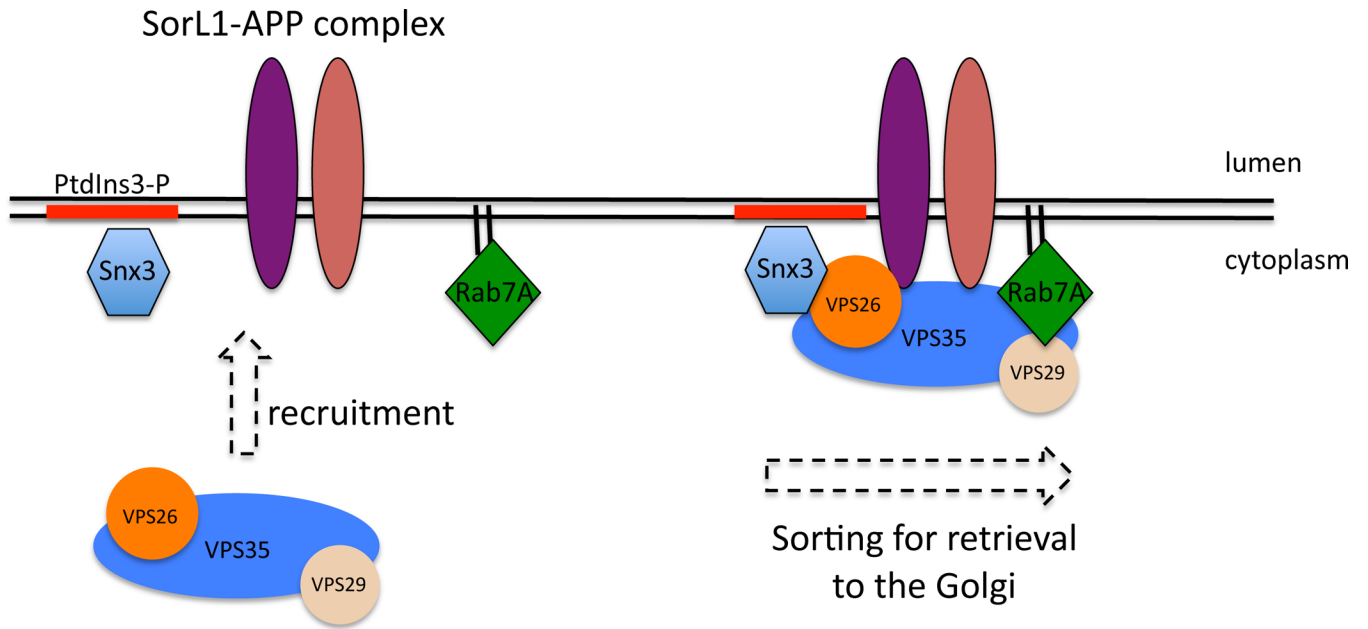 SorL1-APP complex
PtdIns3-P
lumen
cytoplasm
Snx3
Rab7A
Snx3
VPS26
VPS35
Rab7A
VPS29
recruitment
VPS26
VPS35
VPS29
Sorting for retrieval
to the Golgi